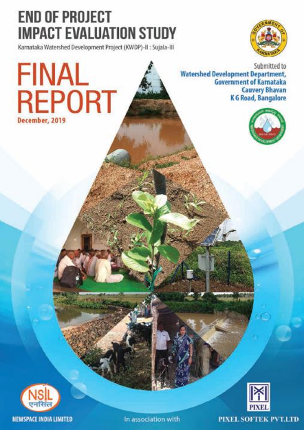 END OF PROJECT
IMPACT EVALUATION STUDY
Karnataka Watershed Development Project (KWDP)-II : Sujala-III
FINAL
REPORT
December, 2019
Submitted to
Watershed Development Department,
Government of Karnataka
Cauvery Bhavan
K G Road, Bangalore
NSIL
एनसिल
NEWSPACE INDIA LIMITED
In association with
PIXEL
PIXEL SOFTEK PVT.LTD